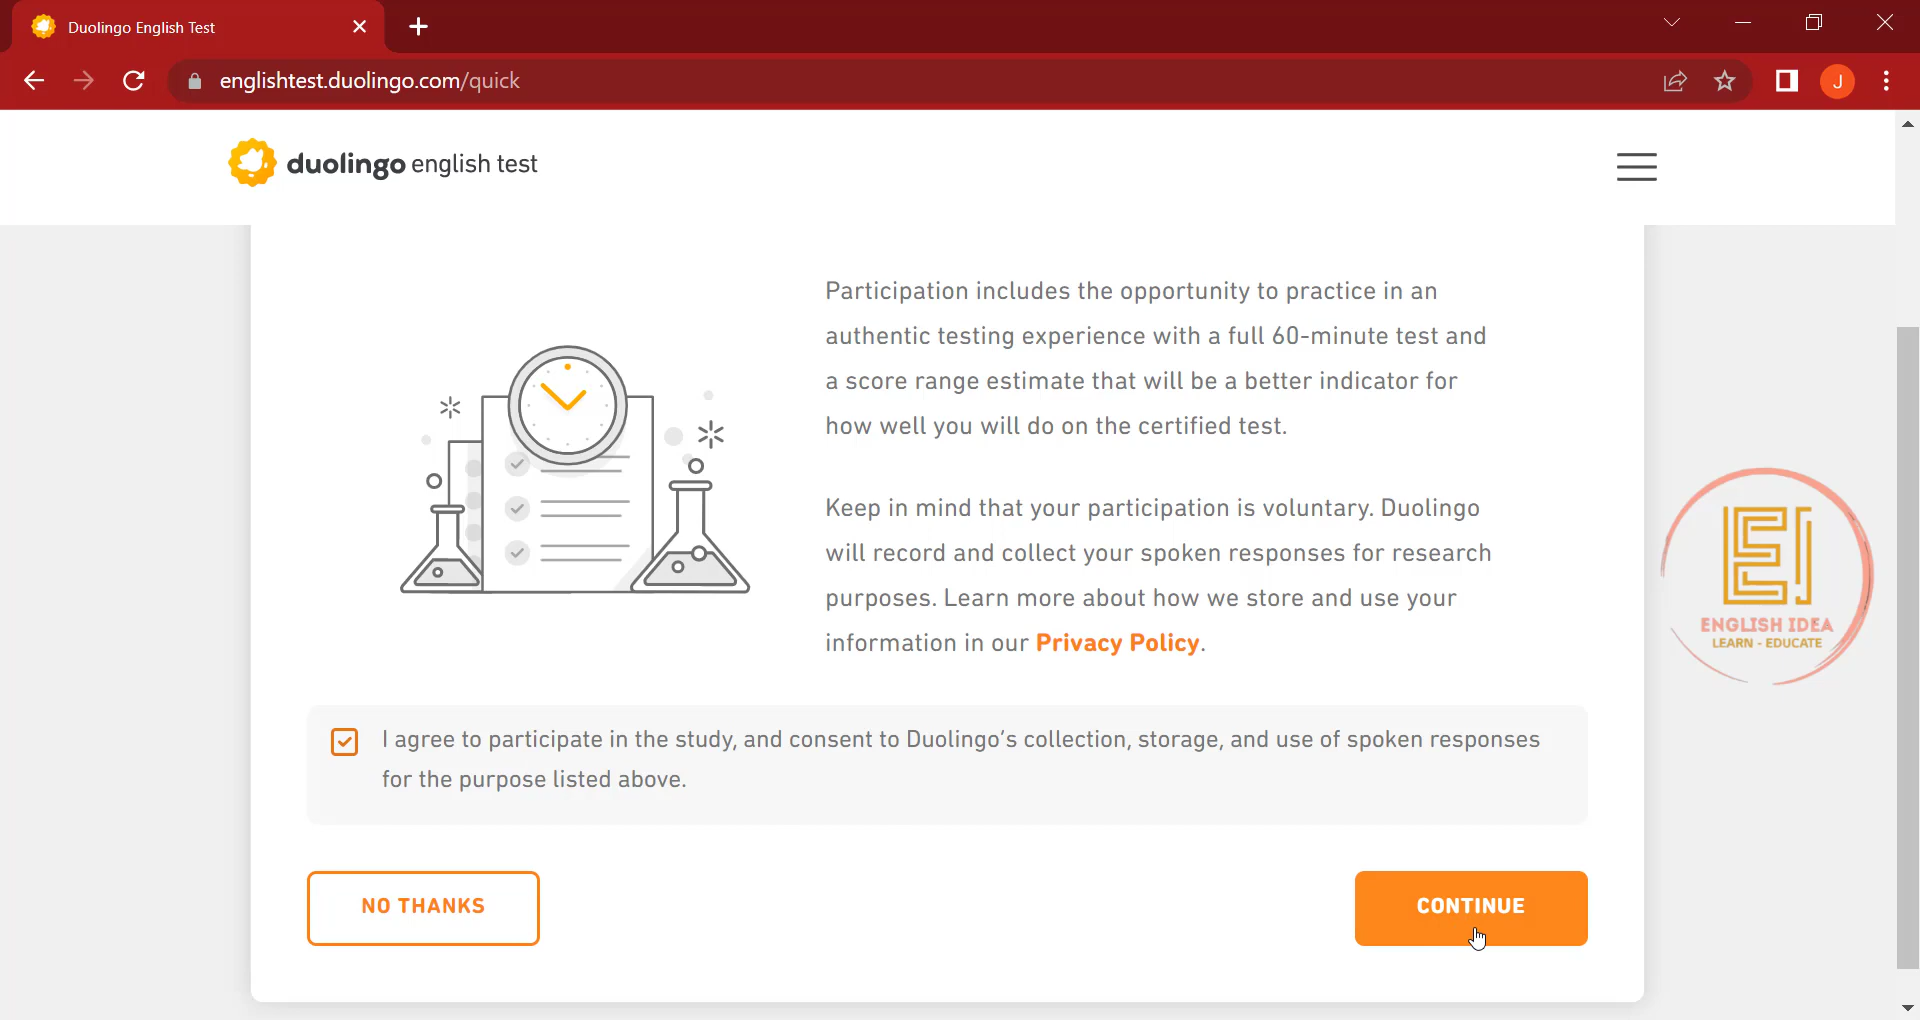 Duolingo English Test
englishtest.duolingo.com/quick
J
duolingo english test
Participation includes the opportunity to practice in an
authentic testing experience with a full 60-minute test and
a score range estimate that will be a better indicator for
how well you will do on the certified test.
Keep in mind that your participation is voluntary. Duolingo
will record and collect your spoken responses for research
purposes. Learn more about how we store and use your
information in our Privacy Policy.
EI
ENGLISH IDEA
LEARN - EDUCATE
I agree to participate in the study, and consent to Duolingo's collection, storage, and use of spoken responses
for the purpose listed above.
NO THANKS
CONTINUE